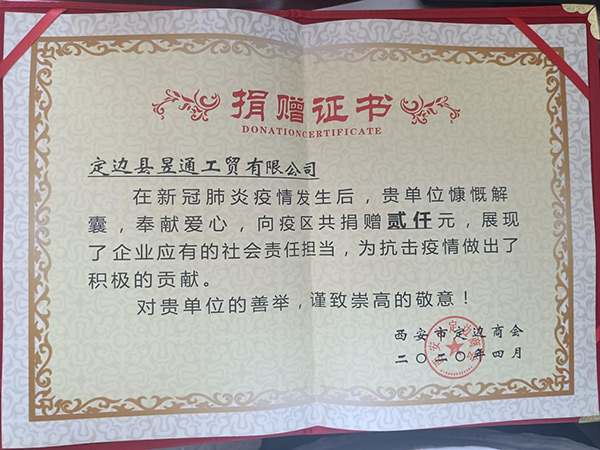 捐赠证书
DONATION CERTIFICATE
定边县昱通工贸有限公司
在新冠肺炎疫情发生后，贵单位慷慨解
囊，奉献爱心，向疫区共捐赠贰仟元，展现
了企业应有的社会责任担当，为抗击疫情做出了
积极的贡献。
对贵单位的善举，谨致崇高的敬意！
西安市定边商会
二〇二〇年四月